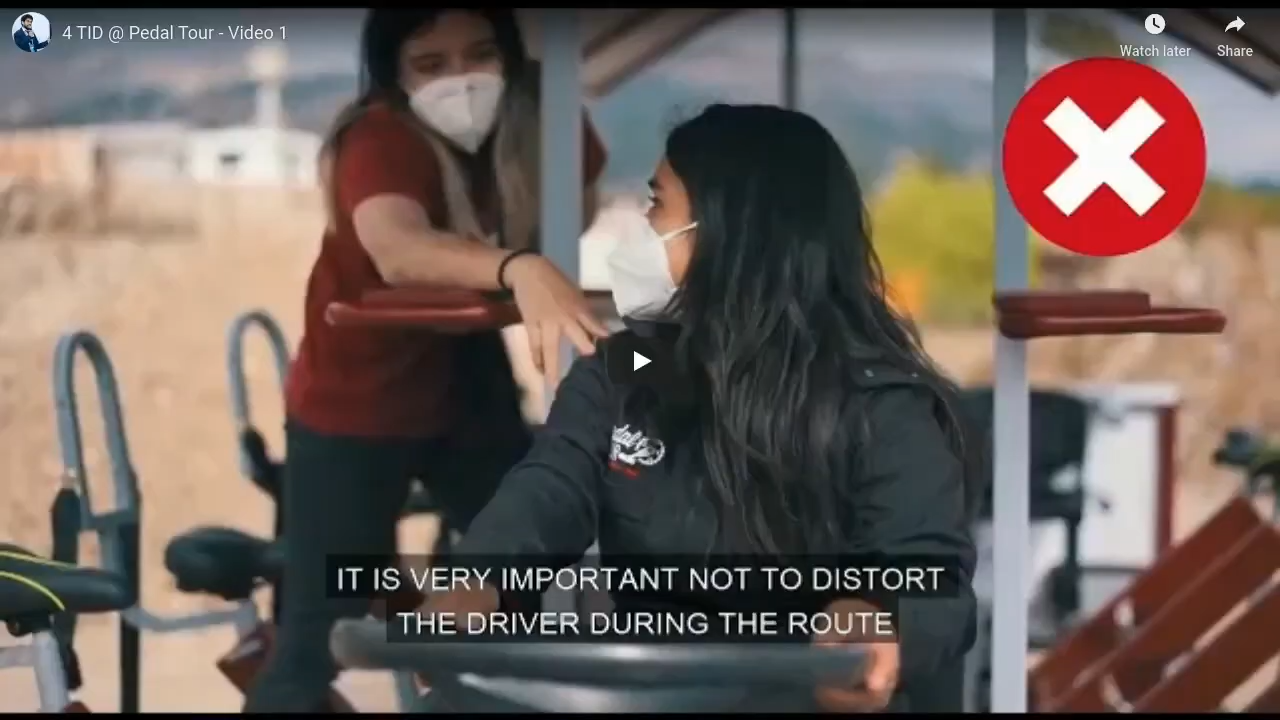 4 TID @ Pedal Tour - Video 1
Watch later
Share
IT IS VERY IMPORTANT NOT TO DISTORT
THE DRIVER DURING THE ROUTE